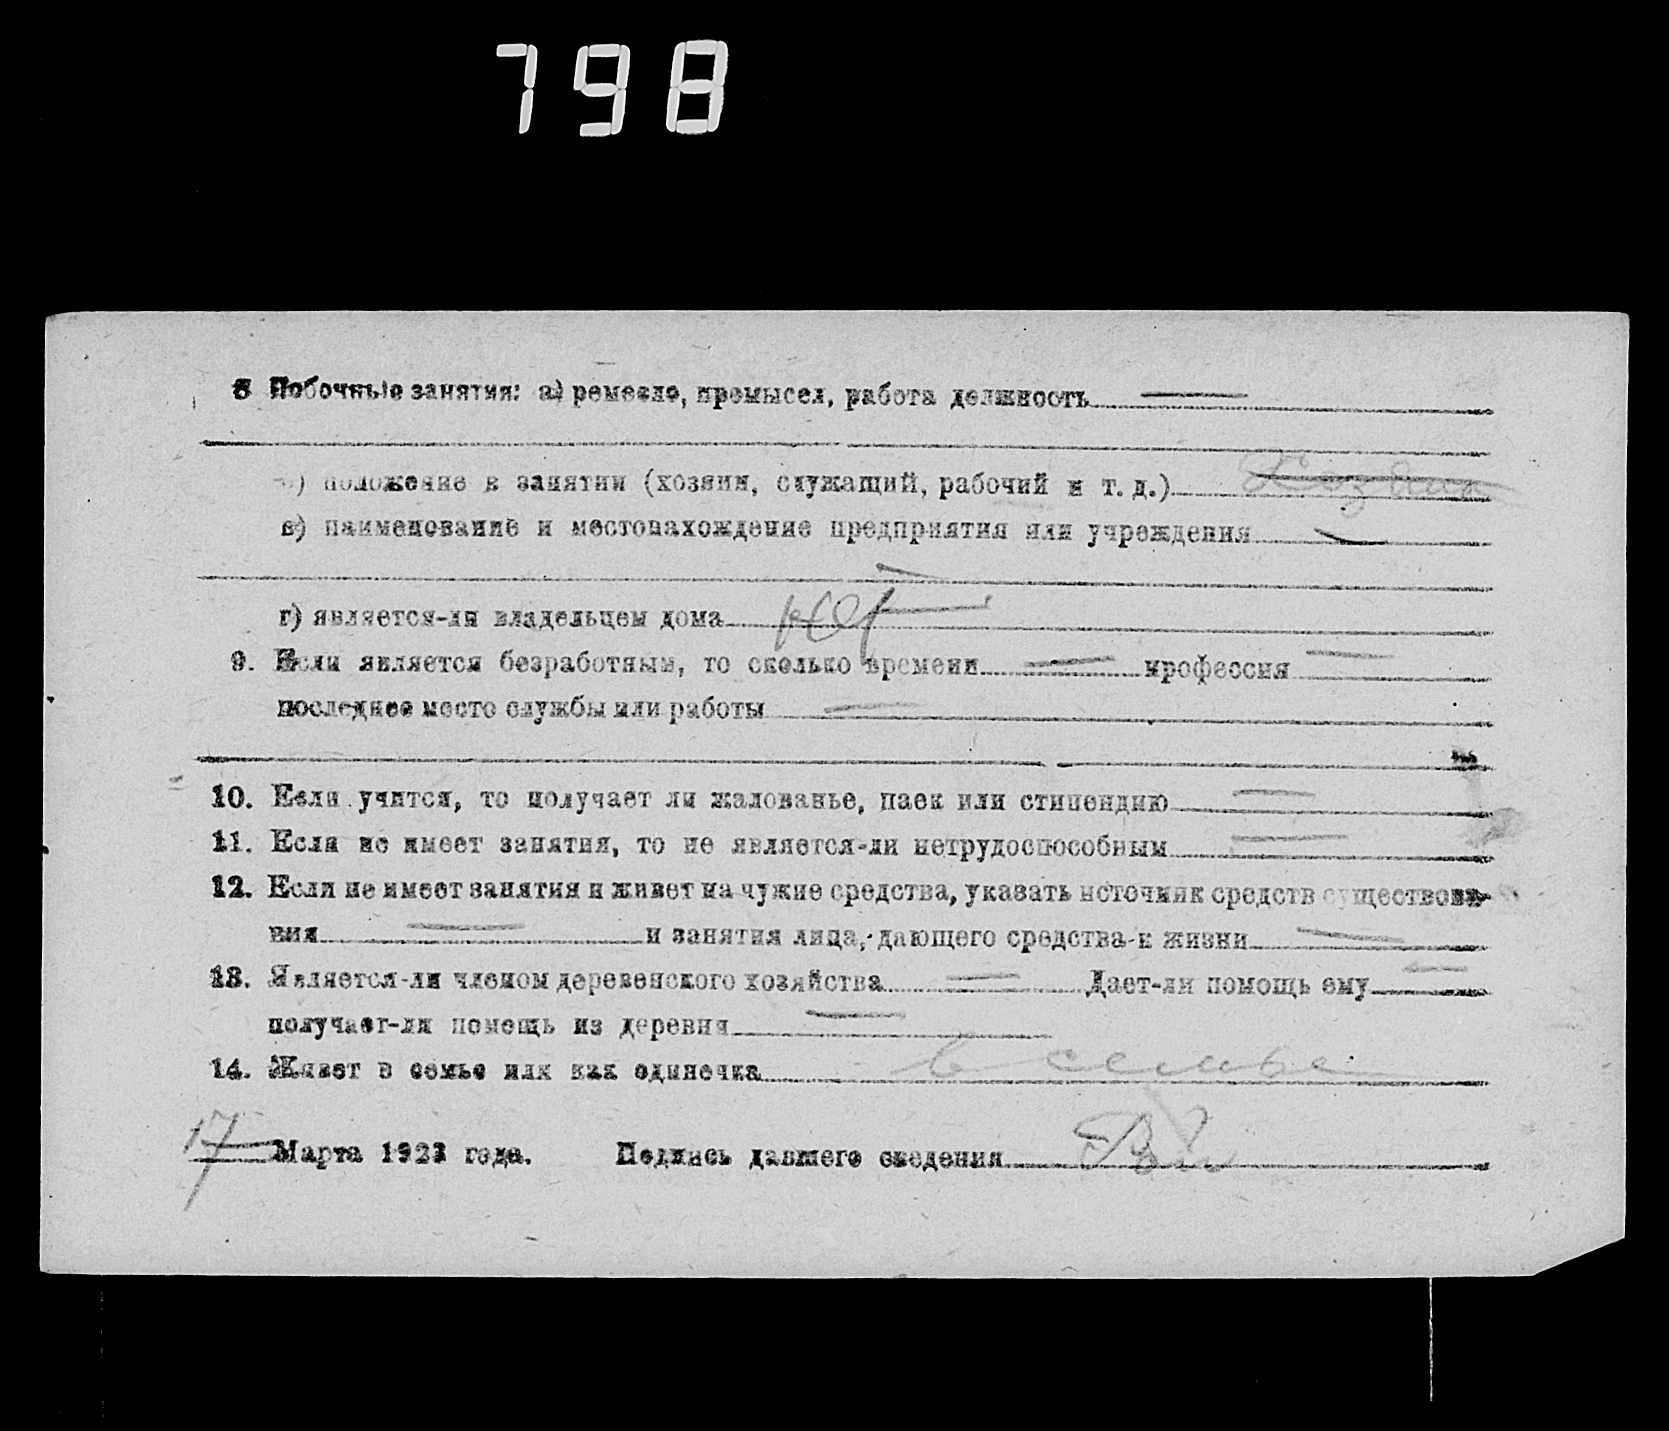 798
8 Побочные занятия: а) ремесло, промысел, работа должность —
б) положение в занятии (хозяин, служащий, рабочий и т. д.) Хозяин
в) наименование и местонахождение предприятия или учреждения —
г) является-ли владельцем дома нет
9. Если является безработным, то сколько времени — профессия —
последнее место службы или работы —
10. Если учится, то получает ли жалованье, паек или стипендию —
11. Если не имеет занятия, то не является-ли нетрудоспособным —
12. Если не имеет занятия и живет на чужие средства, указать источник средств существова-
ния — и занятия лица, дающего средства к жизни —
13. Является-ли членом деревенского хозяйства — Дает-ли помощь ему —
получает-ли помощь из деревни —
14. Живет в семье или как одиночка в семье
17 Марта 1923 года. Подпись давшего сведения